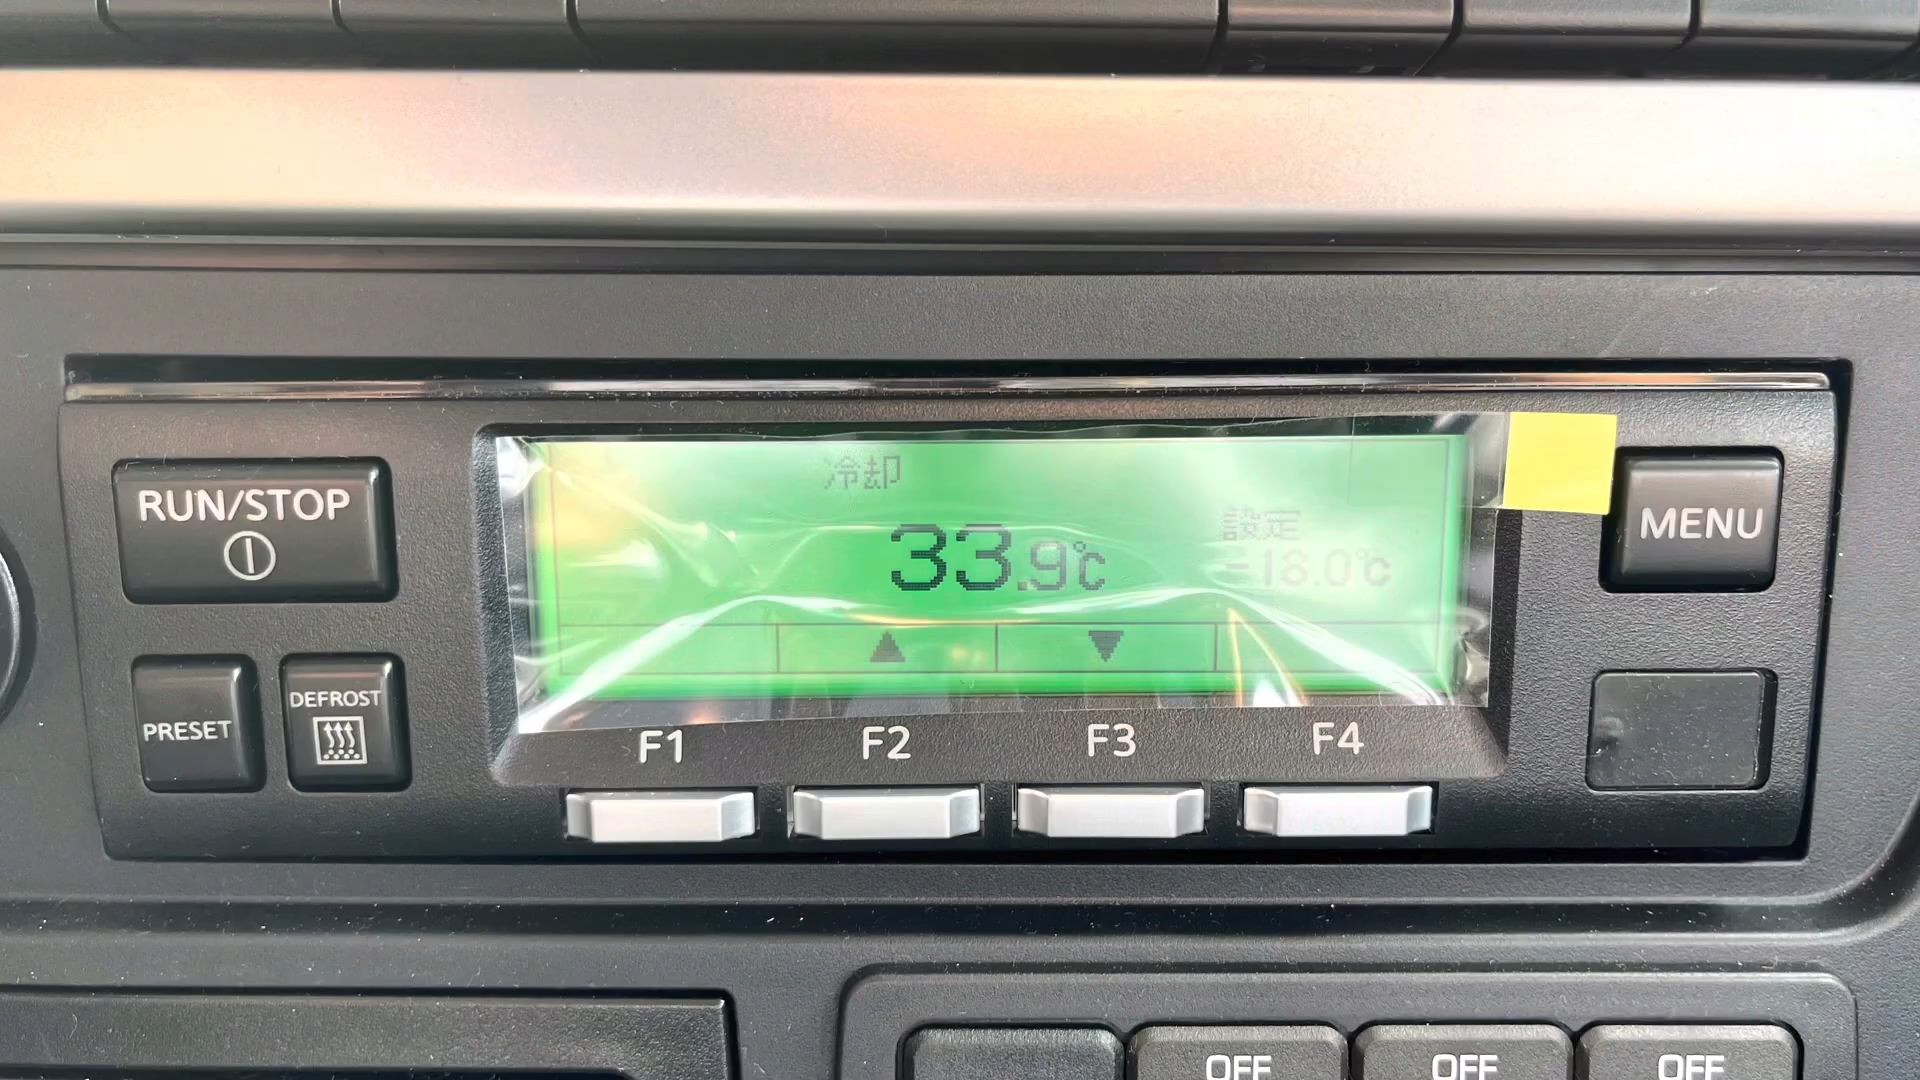 冷却
RUN/STOP
設定
33.9℃
-18.0℃
MENU
▲
▼
PRESET
DEFROST
F1
F2
F3
F4
OFF
OFF
OFF